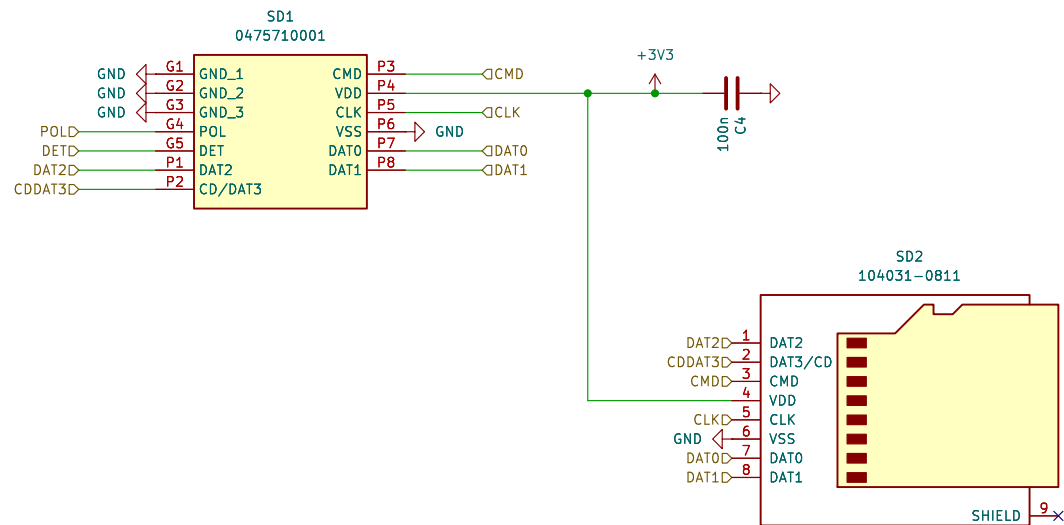 SD1
0475710001
GND G1 GND_1 CMD P3 CMD
GND G2 GND_2 VDD P4
GND G3 GND_3 CLK P5 CLK
POL G4 POL VSS P6 GND
DET G5 DET DAT0 P7 DAT0
DAT2 P1 DAT2 DAT1 P8 DAT1
CDDAT3 P2 CD/DAT3
+3V3
100n
C4
SD2
104031-0811
DAT2 1 DAT2
CDDAT3 2 DAT3/CD
CMD 3 CMD
4 VDD
CLK 5 CLK
GND 6 VSS
DAT0 7 DAT0
DAT1 8 DAT1
SHIELD 9